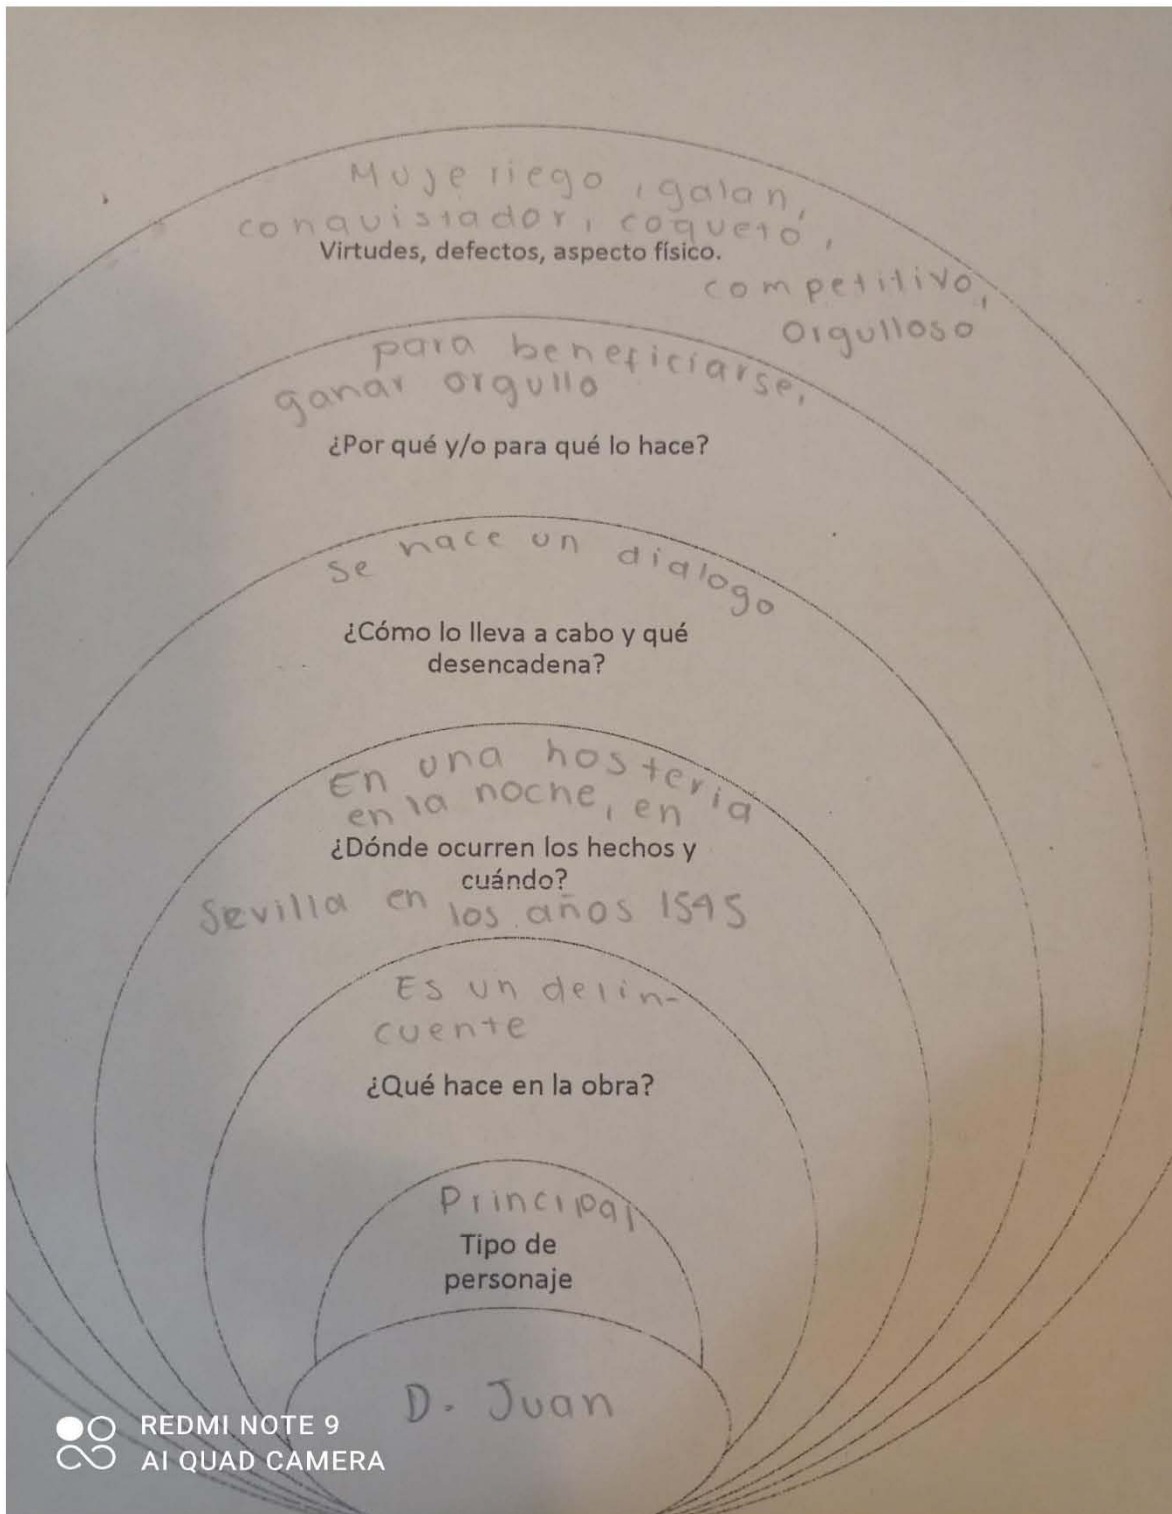 Mujeriego, galan,
conquistador, coqueto,
Virtudes, defectos, aspecto físico.
competitivo,
orgulloso
para beneficiarse,
ganar orgullo
¿Por qué y/o para qué lo hace?
Se hace un dialogo
¿Cómo lo lleva a cabo y qué
desencadena?
En una hosteria
en la noche, en
¿Dónde ocurren los hechos y
cuándo?
Sevilla en los años 1545
Es un delin-
cuente
¿Qué hace en la obra?
Principal
Tipo de
personaje
D. Juan
REDMI NOTE 9
AI QUAD CAMERA